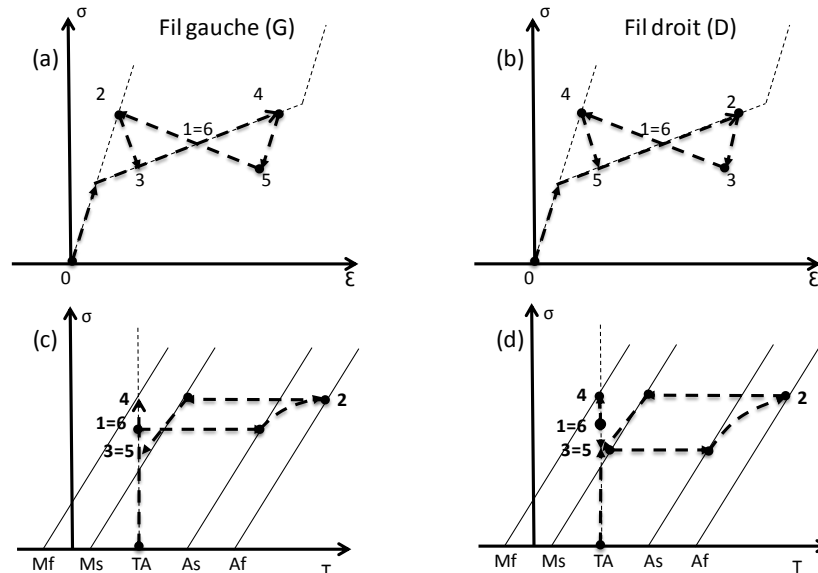 σ
Fil gauche (G)
(a)
2
4
1=6
3
5
0
ε
σ
Fil droit (D)
(b)
4
2
1=6
5
3
0
ε
σ
(c)
4
2
1=6
3=5
Mf Ms TA As Af T
σ
(d)
4
2
1=6
3=5
Mf Ms TA As Af T